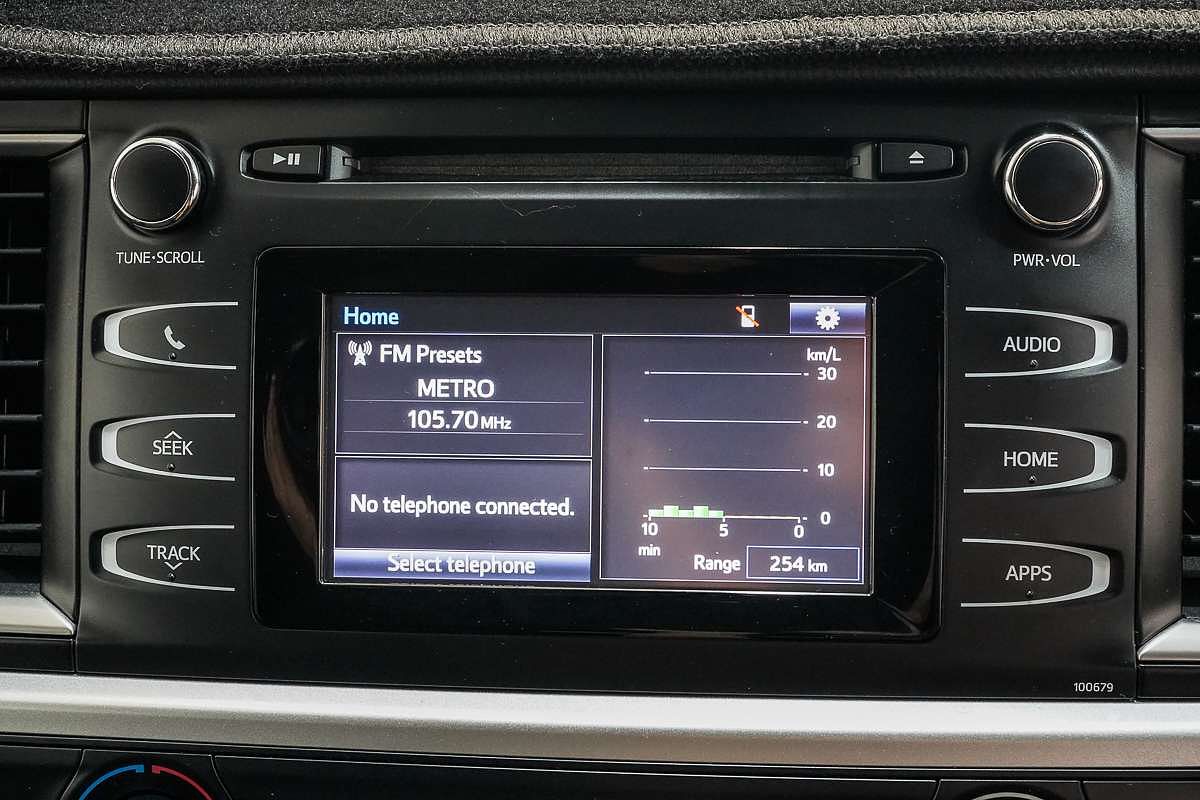 TUNE·SCROLL
PWR·VOL
SEEK
TRACK
AUDIO
HOME
APPS
Home
FM Presets
METRO
105.70 MHz
No telephone connected.
Select telephone
km/L
30
20
10
0
10 5 0
min
Range 254 km
100679